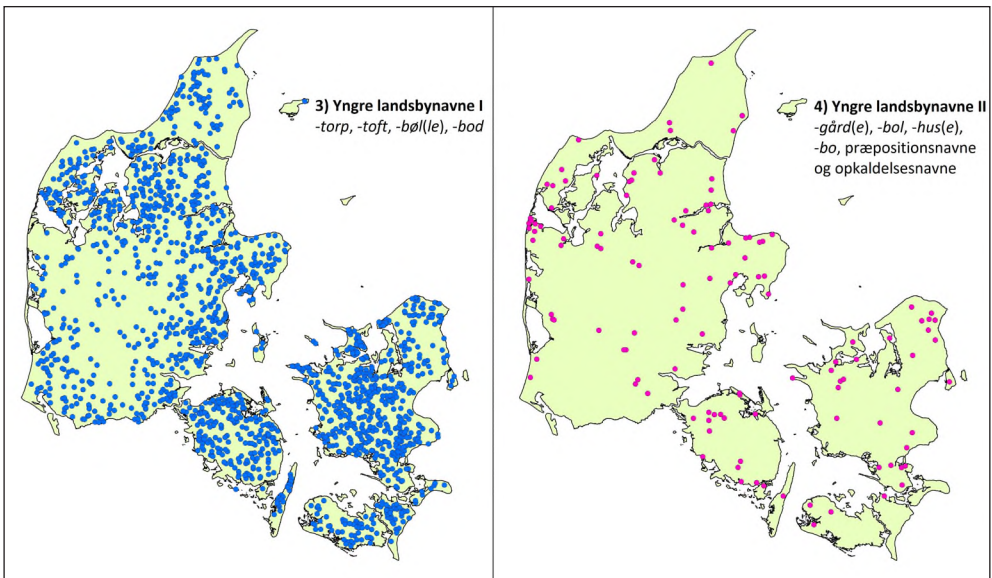 3) Yngre landsbynavne I
-torp, -toft, -bøl(le), -bod
4) Yngre landsbynavne II
-gård(e), -bol, -hus(e),
-bo, præpositionsnavne
og opkaldelsesnavne